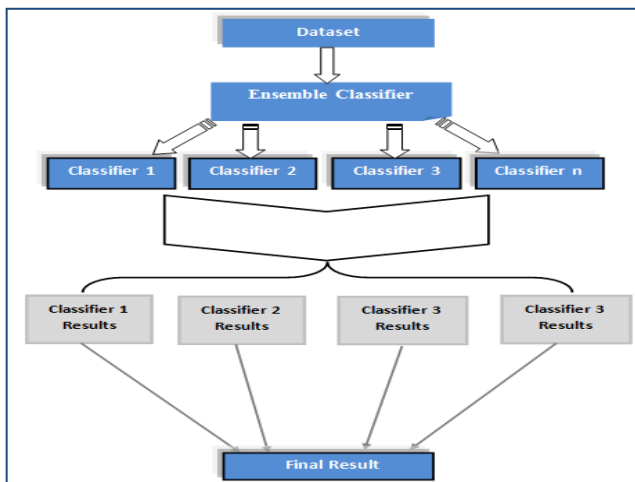 Dataset
Ensemble Classifier
Classifier 1
Classifier 2
Classifier 3
Classifier n
Classifier 1
Results
Classifier 2
Results
Classifier 3
Results
Classifier 3
Results
Final Result